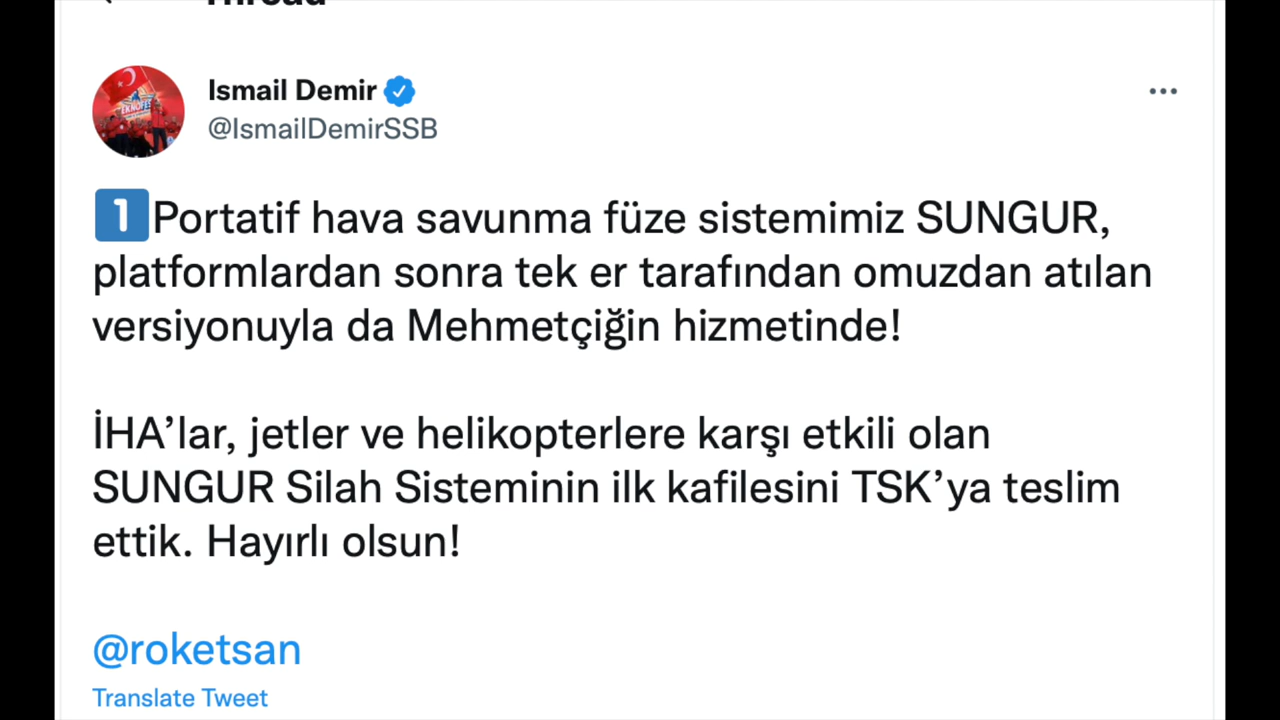 Thread
Ismail Demir
@IsmailDemirSSB
1️⃣Portatif hava savunma füze sistemimiz SUNGUR,
platformlardan sonra tek er tarafından omuzdan atılan
versiyonuyla da Mehmetçiğin hizmetinde!
İHA’lar, jetler ve helikopterlere karşı etkili olan
SUNGUR Silah Sisteminin ilk kafilesini TSK’ya teslim
ettik. Hayırlı olsun!
@roketsan
Translate Tweet